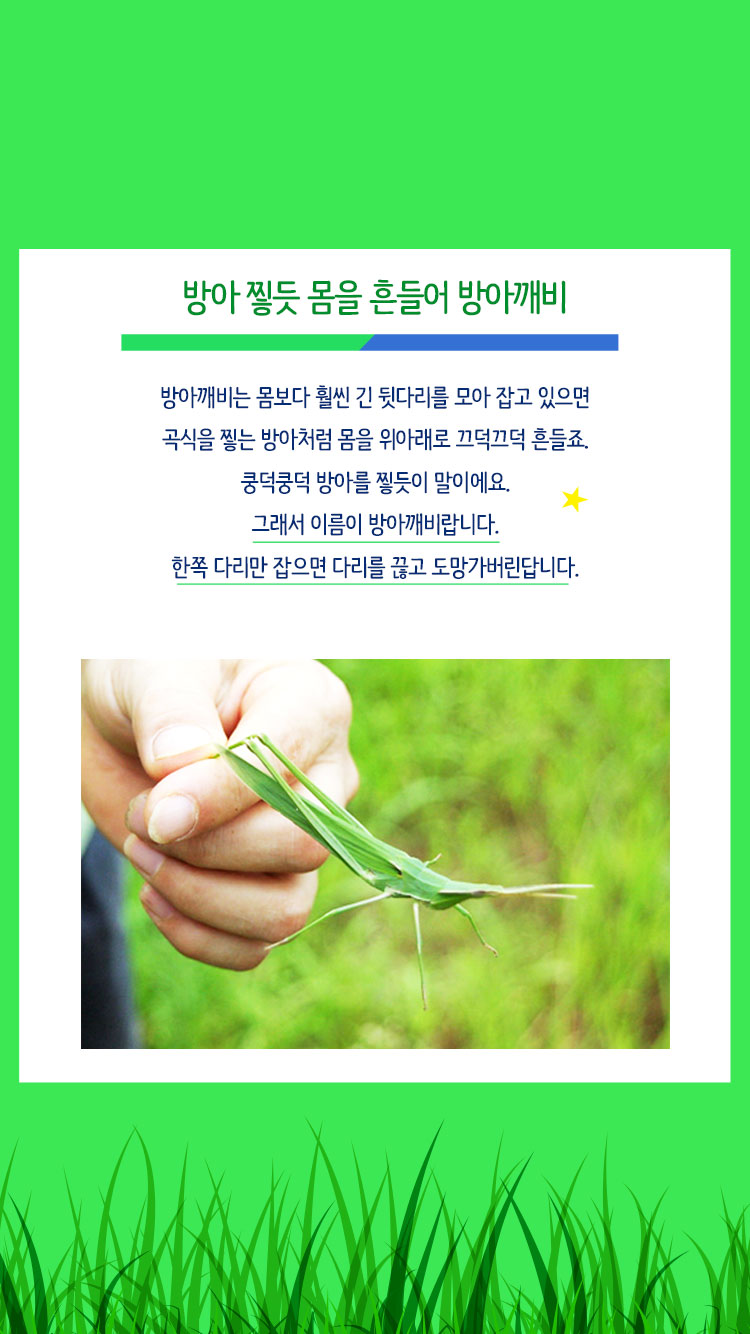 방아 찧듯 몸을 흔들어 방아깨비
방아깨비는 몸보다 훨씬 긴 뒷다리를 모아 잡고 있으면
곡식을 찧는 방아처럼 몸을 위아래로 끄덕끄덕 흔들죠.
쿵덕쿵덕 방아를 찧듯이 말이에요.
그래서 이름이 방아깨비랍니다.
한쪽 다리만 잡으면 다리를 끊고 도망가버린답니다.